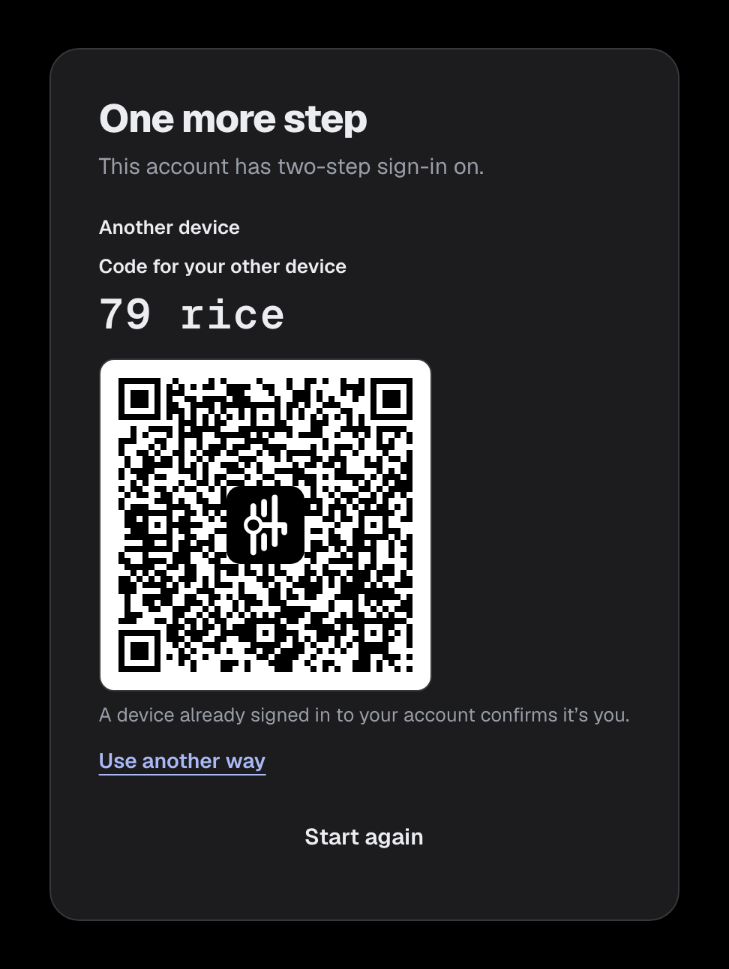 One more step
This account has two-step sign-in on.
Another device
Code for your other device
79 rice
A device already signed in to your account confirms it’s you.
Use another way
Start again